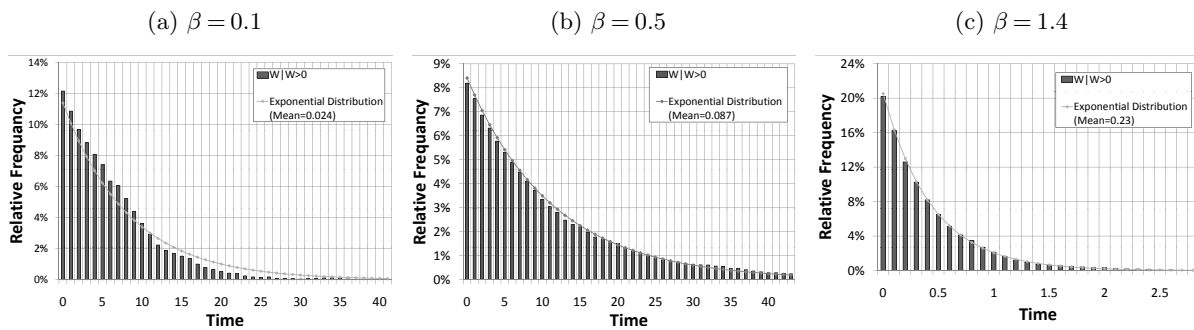 (a) β = 0.1
14%
12%
10%
8%
6%
4%
2%
0%
Relative Frequancy
W|W>0
Exponential Distribution
(Mean=0.024)
0 5 10 15 20 25 30 35 40
Time
(b) β = 0.5
9%
8%
7%
6%
5%
4%
3%
2%
1%
0%
Relative Frequency
W|W>0
Exponential Distribution
(Mean=0.087)
0 5 10 15 20 25 30 35 40
Time
(c) β = 1.4
24%
20%
16%
12%
8%
4%
0%
Relative Frequency
W|W>0
Exponential Distribution
(Mean=0.23)
0 0.5 1 1.5 2 2.5
Time